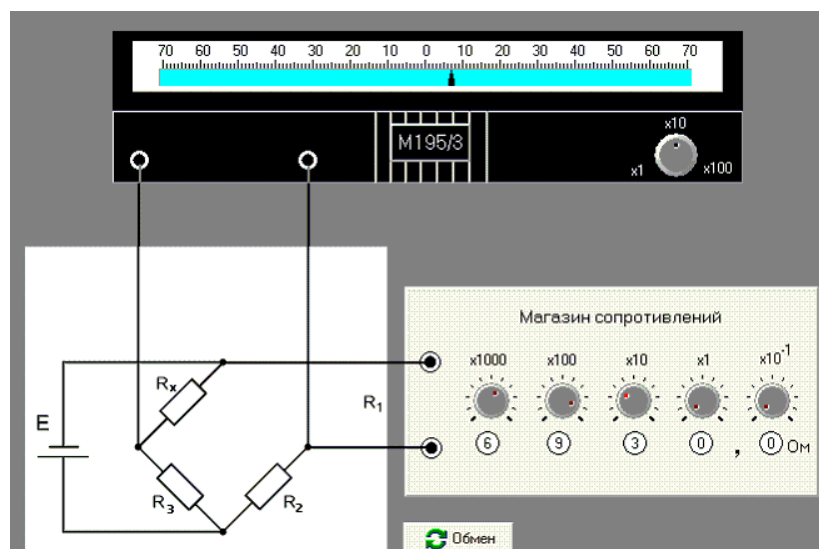 70 60 50 40 30 20 10 0 10 20 30 40 50 60 70
M195/3
x10
x1
x100
Магазин сопротивлений
x1000 x100 x10 x1 x10⁻¹
6 9 3 0 , 0 Ом
E
Rx
R1
R3
R2
Обмен